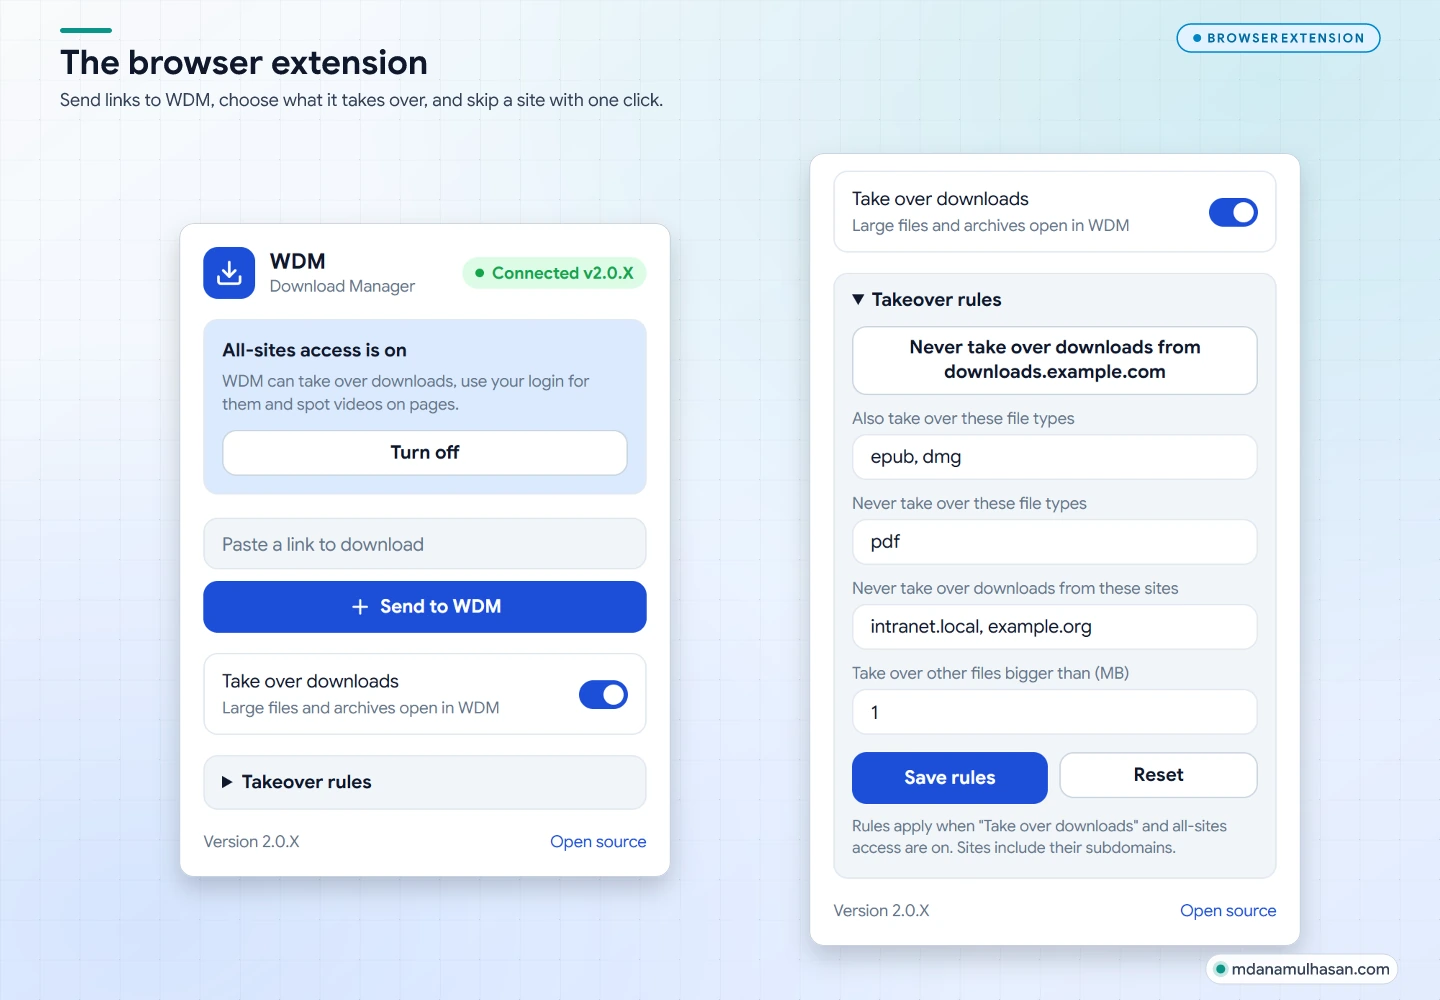 The browser extension
Send links to WDM, choose what it takes over, and skip a site with one click.
BROWSER EXTENSION
WDM
Download Manager
Connected v2.0.X
All-sites access is on
WDM can take over downloads, use your login for
them and spot videos on pages.
Turn off
Paste a link to download
Send to WDM
Take over downloads
Large files and archives open in WDM
Takeover rules
Version 2.0.X
Open source
Take over downloads
Large files and archives open in WDM
Takeover rules
Never take over downloads from
downloads.example.com
Also take over these file types
epub, dmg
Never take over these file types
pdf
Never take over downloads from these sites
intranet.local, example.org
Take over other files bigger than (MB)
1
Save rules
Reset
Rules apply when "Take over downloads" and all-sites
access are on. Sites include their subdomains.
Version 2.0.X
Open source
mdanamulhasan.com